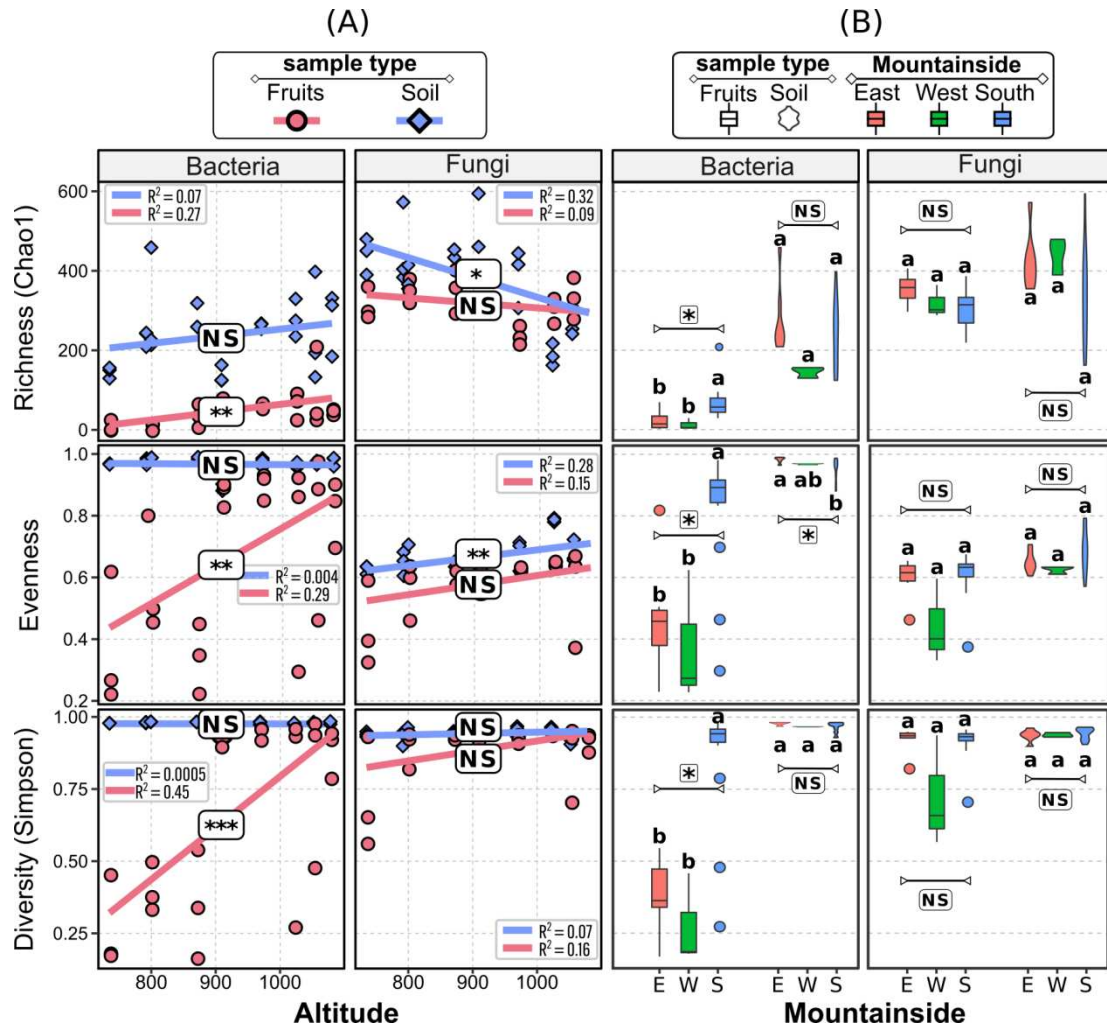 (A)
(B)
sample type
Fruits
Soil
sample type
Mountainside
Fruits
Soil
East
West
South
Bacteria
Fungi
Bacteria
Fungi
Richness (Chao1)
600
400
200
0
R² = 0.07
R² = 0.27
NS
**
R² = 0.32
R² = 0.09
*
NS
*
b
b
a
NS
a
a
a
NS
a
a
a
a
a
a
NS
Evenness
1.0
0.8
0.6
0.4
0.2
NS
**
R² = 0.004
R² = 0.29
R² = 0.28
R² = 0.15
**
NS
a
*
b
b
a
ab
b
*
NS
a
a
a
NS
a
a
a
Diversity (Simpson)
1.00
0.75
0.50
0.25
NS
R² = 0.0005
R² = 0.45
***
NS
NS
R² = 0.07
R² = 0.16
a
*
b
b
a
a
a
NS
a
a
a
NS
a
a
a
NS
800
900
1000
800
900
1000
E
W
S
E
W
S
E
W
S
E
W
S
Altitude
Mountainside